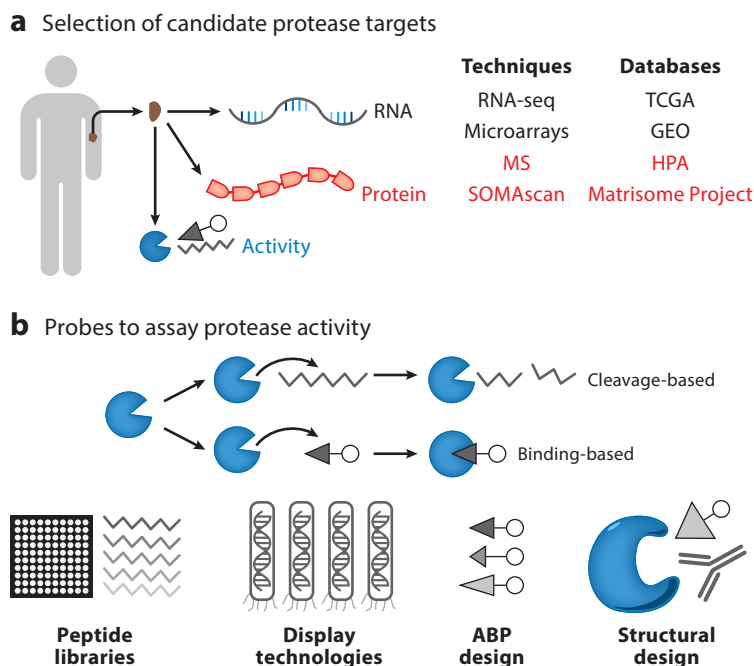 a Selection of candidate protease targets
Techniques Databases
RNA RNA-seq TCGA
Microarrays GEO
MS HPA
Protein SOMAscan Matrisome Project
Activity
b Probes to assay protease activity
Cleavage-based
Binding-based
Peptide libraries
Display technologies
ABP design
Structural design